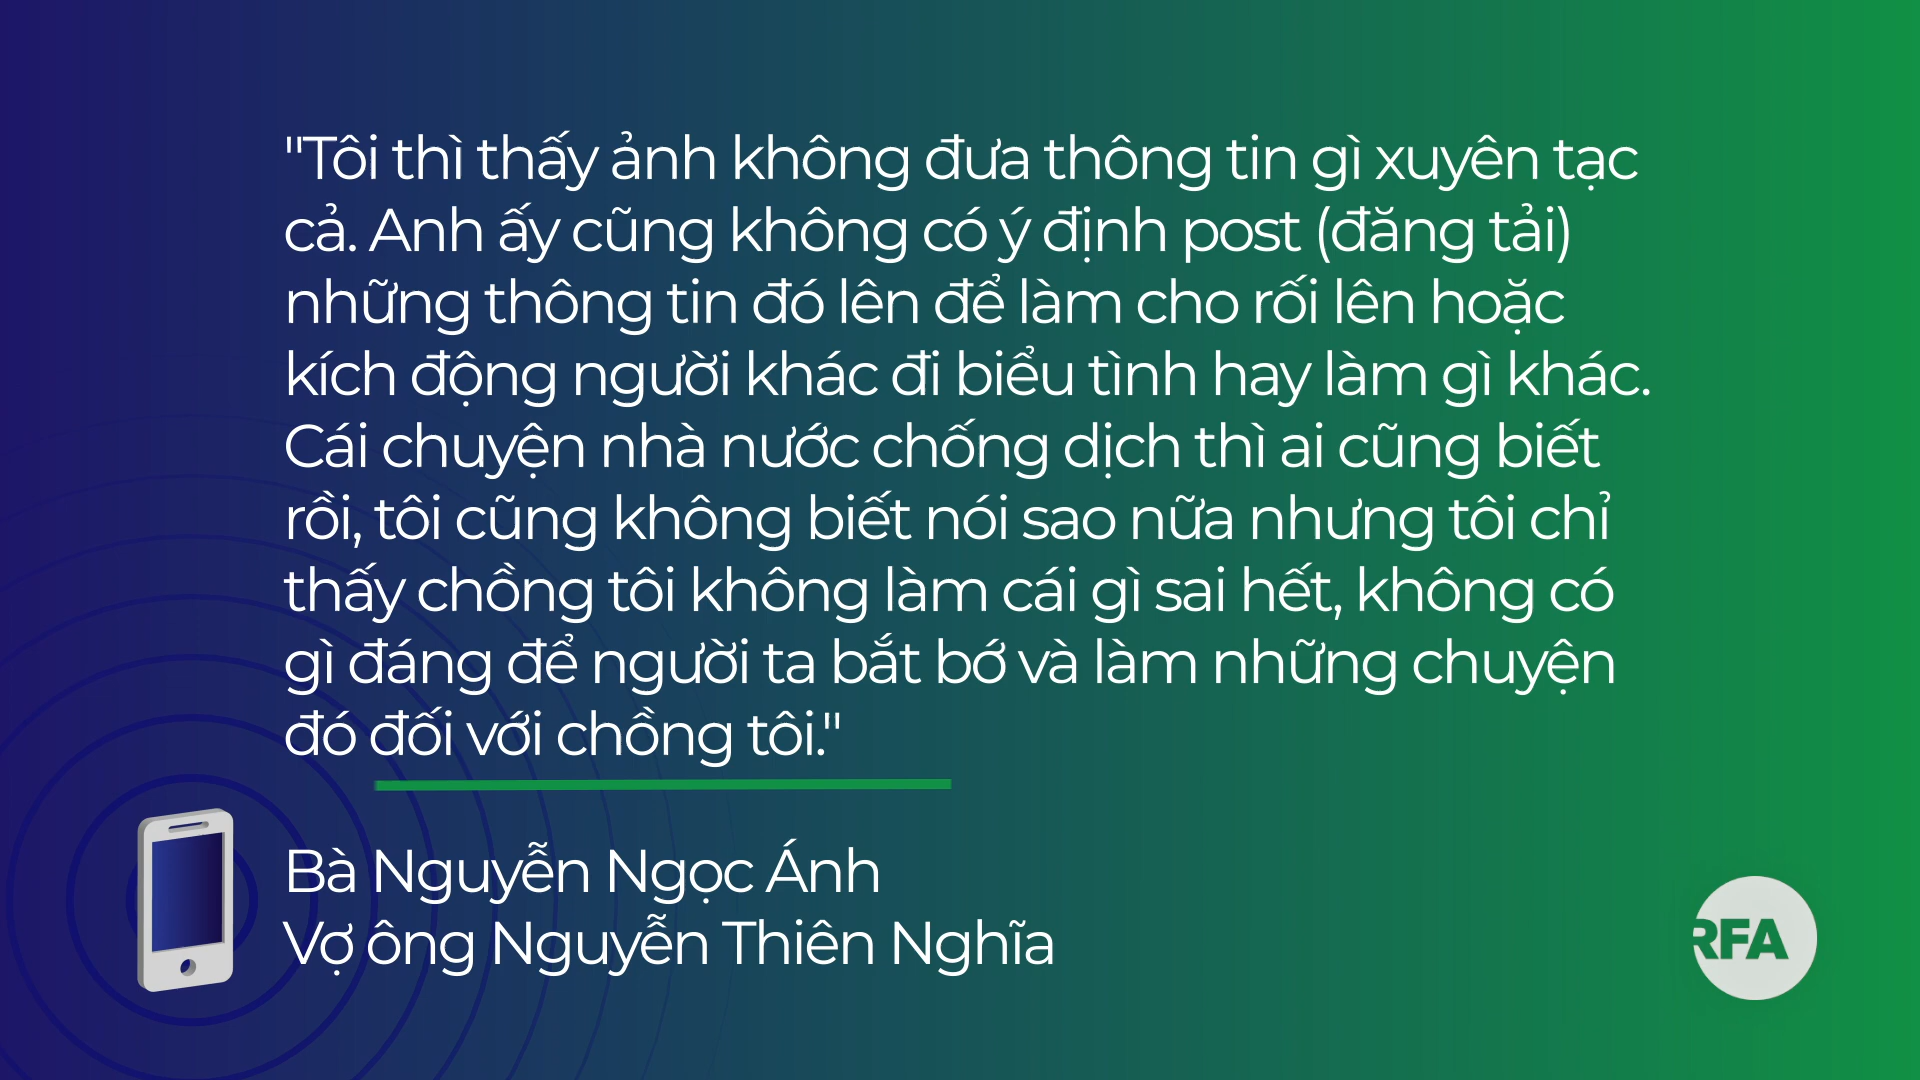 "Tôi thì thấy ảnh không đưa thông tin gì xuyên tạc
cả. Anh ấy cũng không có ý định post (đăng tải)
những thông tin đó lên để làm cho rối lên hoặc
kích động người khác đi biểu tình hay làm gì khác.
Cái chuyện nhà nước chống dịch thì ai cũng biết
rồi, tôi cũng không biết nói sao nữa nhưng tôi chỉ
thấy chồng tôi không làm cái gì sai hết, không có
gì đáng để người ta bắt bớ và làm những chuyện
đó đối với chồng tôi."
Bà Nguyễn Ngọc Ánh
Vợ ông Nguyễn Thiên Nghĩa
RFA